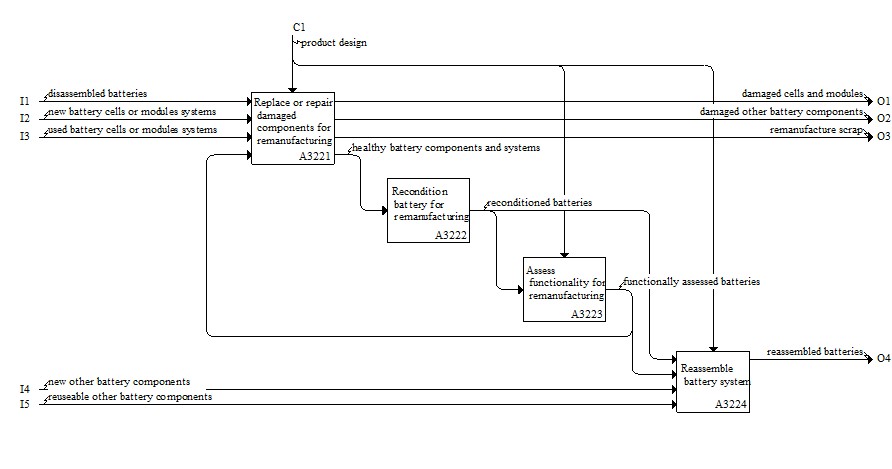 C1
product design
disassembled batteries
damaged cells and modules
I1
O1
Replace or repair
damaged
components for
remanufacturing
A3221
new battery cells or modules systems
damaged other battery components
I2
O2
used battery cells or modules systems
remanufacture scrap
I3
O3
healthy battery components and systems
Recondition
battery for
remanufacturing
A3222
reconditioned batteries
Assess
functionality for
remanufacturing
A3223
functionally assessed batteries
reassembled batteries
O4
Reassemble
battery system
A3224
new other battery components
I4
reuseable other battery components
I5